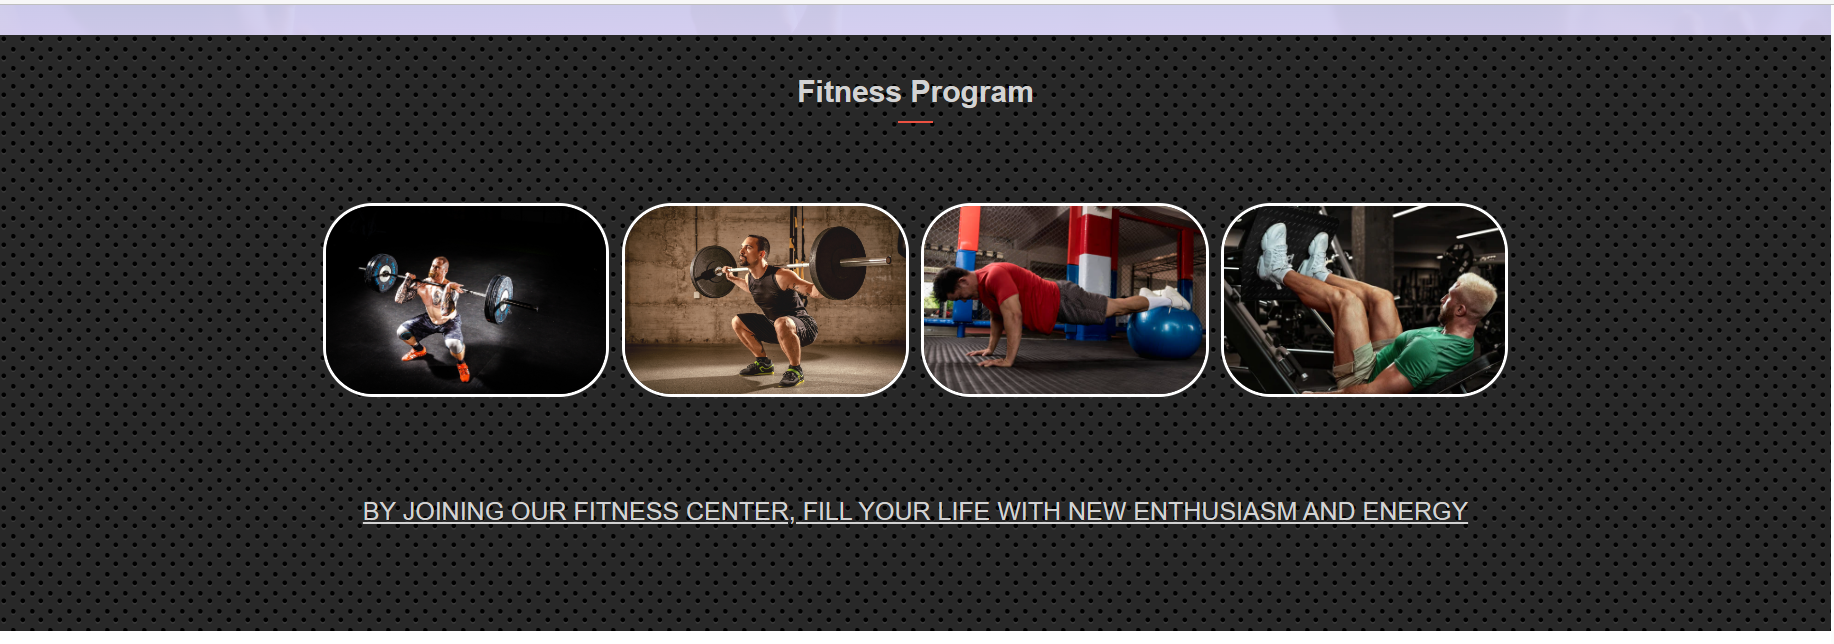 Fitness Program
BY JOINING OUR FITNESS CENTER, FILL YOUR LIFE WITH NEW ENTHUSIASM AND ENERGY